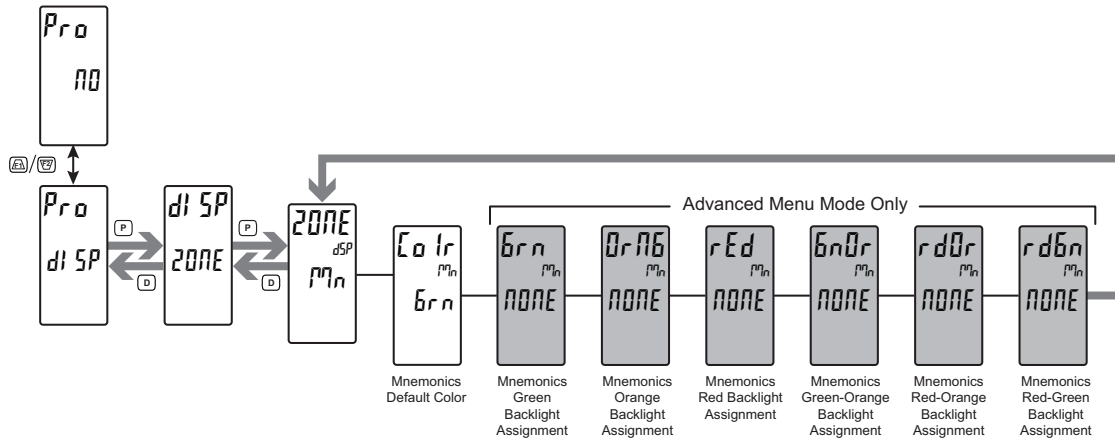 Pro
NO
F1/F2
Pro
dISP
P
D
dISP
ZONE
P
D
ZONE
dSP
Mn
Advanced Menu Mode Only
Colr
Mn
Grn
Grn
Mn
NONE
OrNG
Mn
NONE
rEd
Mn
NONE
GnOr
Mn
NONE
rdOr
Mn
NONE
rdGn
Mn
NONE
Mnemonics
Default Color
Mnemonics
Green
Backlight
Assignment
Mnemonics
Orange
Backlight
Assignment
Mnemonics
Red Backlight
Assignment
Mnemonics
Green-Orange
Backlight
Assignment
Mnemonics
Red-Orange
Backlight
Assignment
Mnemonics
Red-Green
Backlight
Assignment